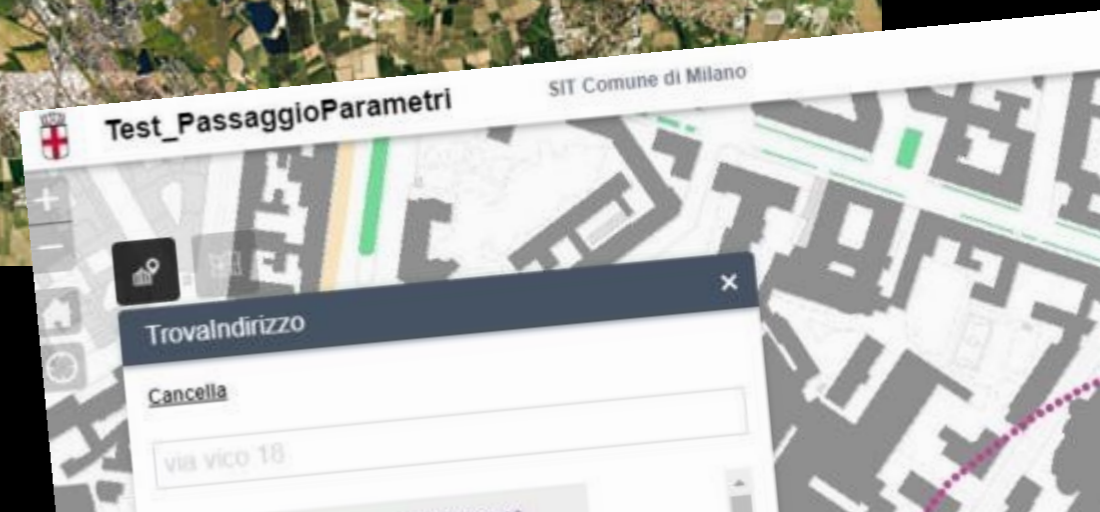 Test_PassaggioParametri
SIT Comune di Milano
TrovaIndirizzo
Cancella
via vico 18